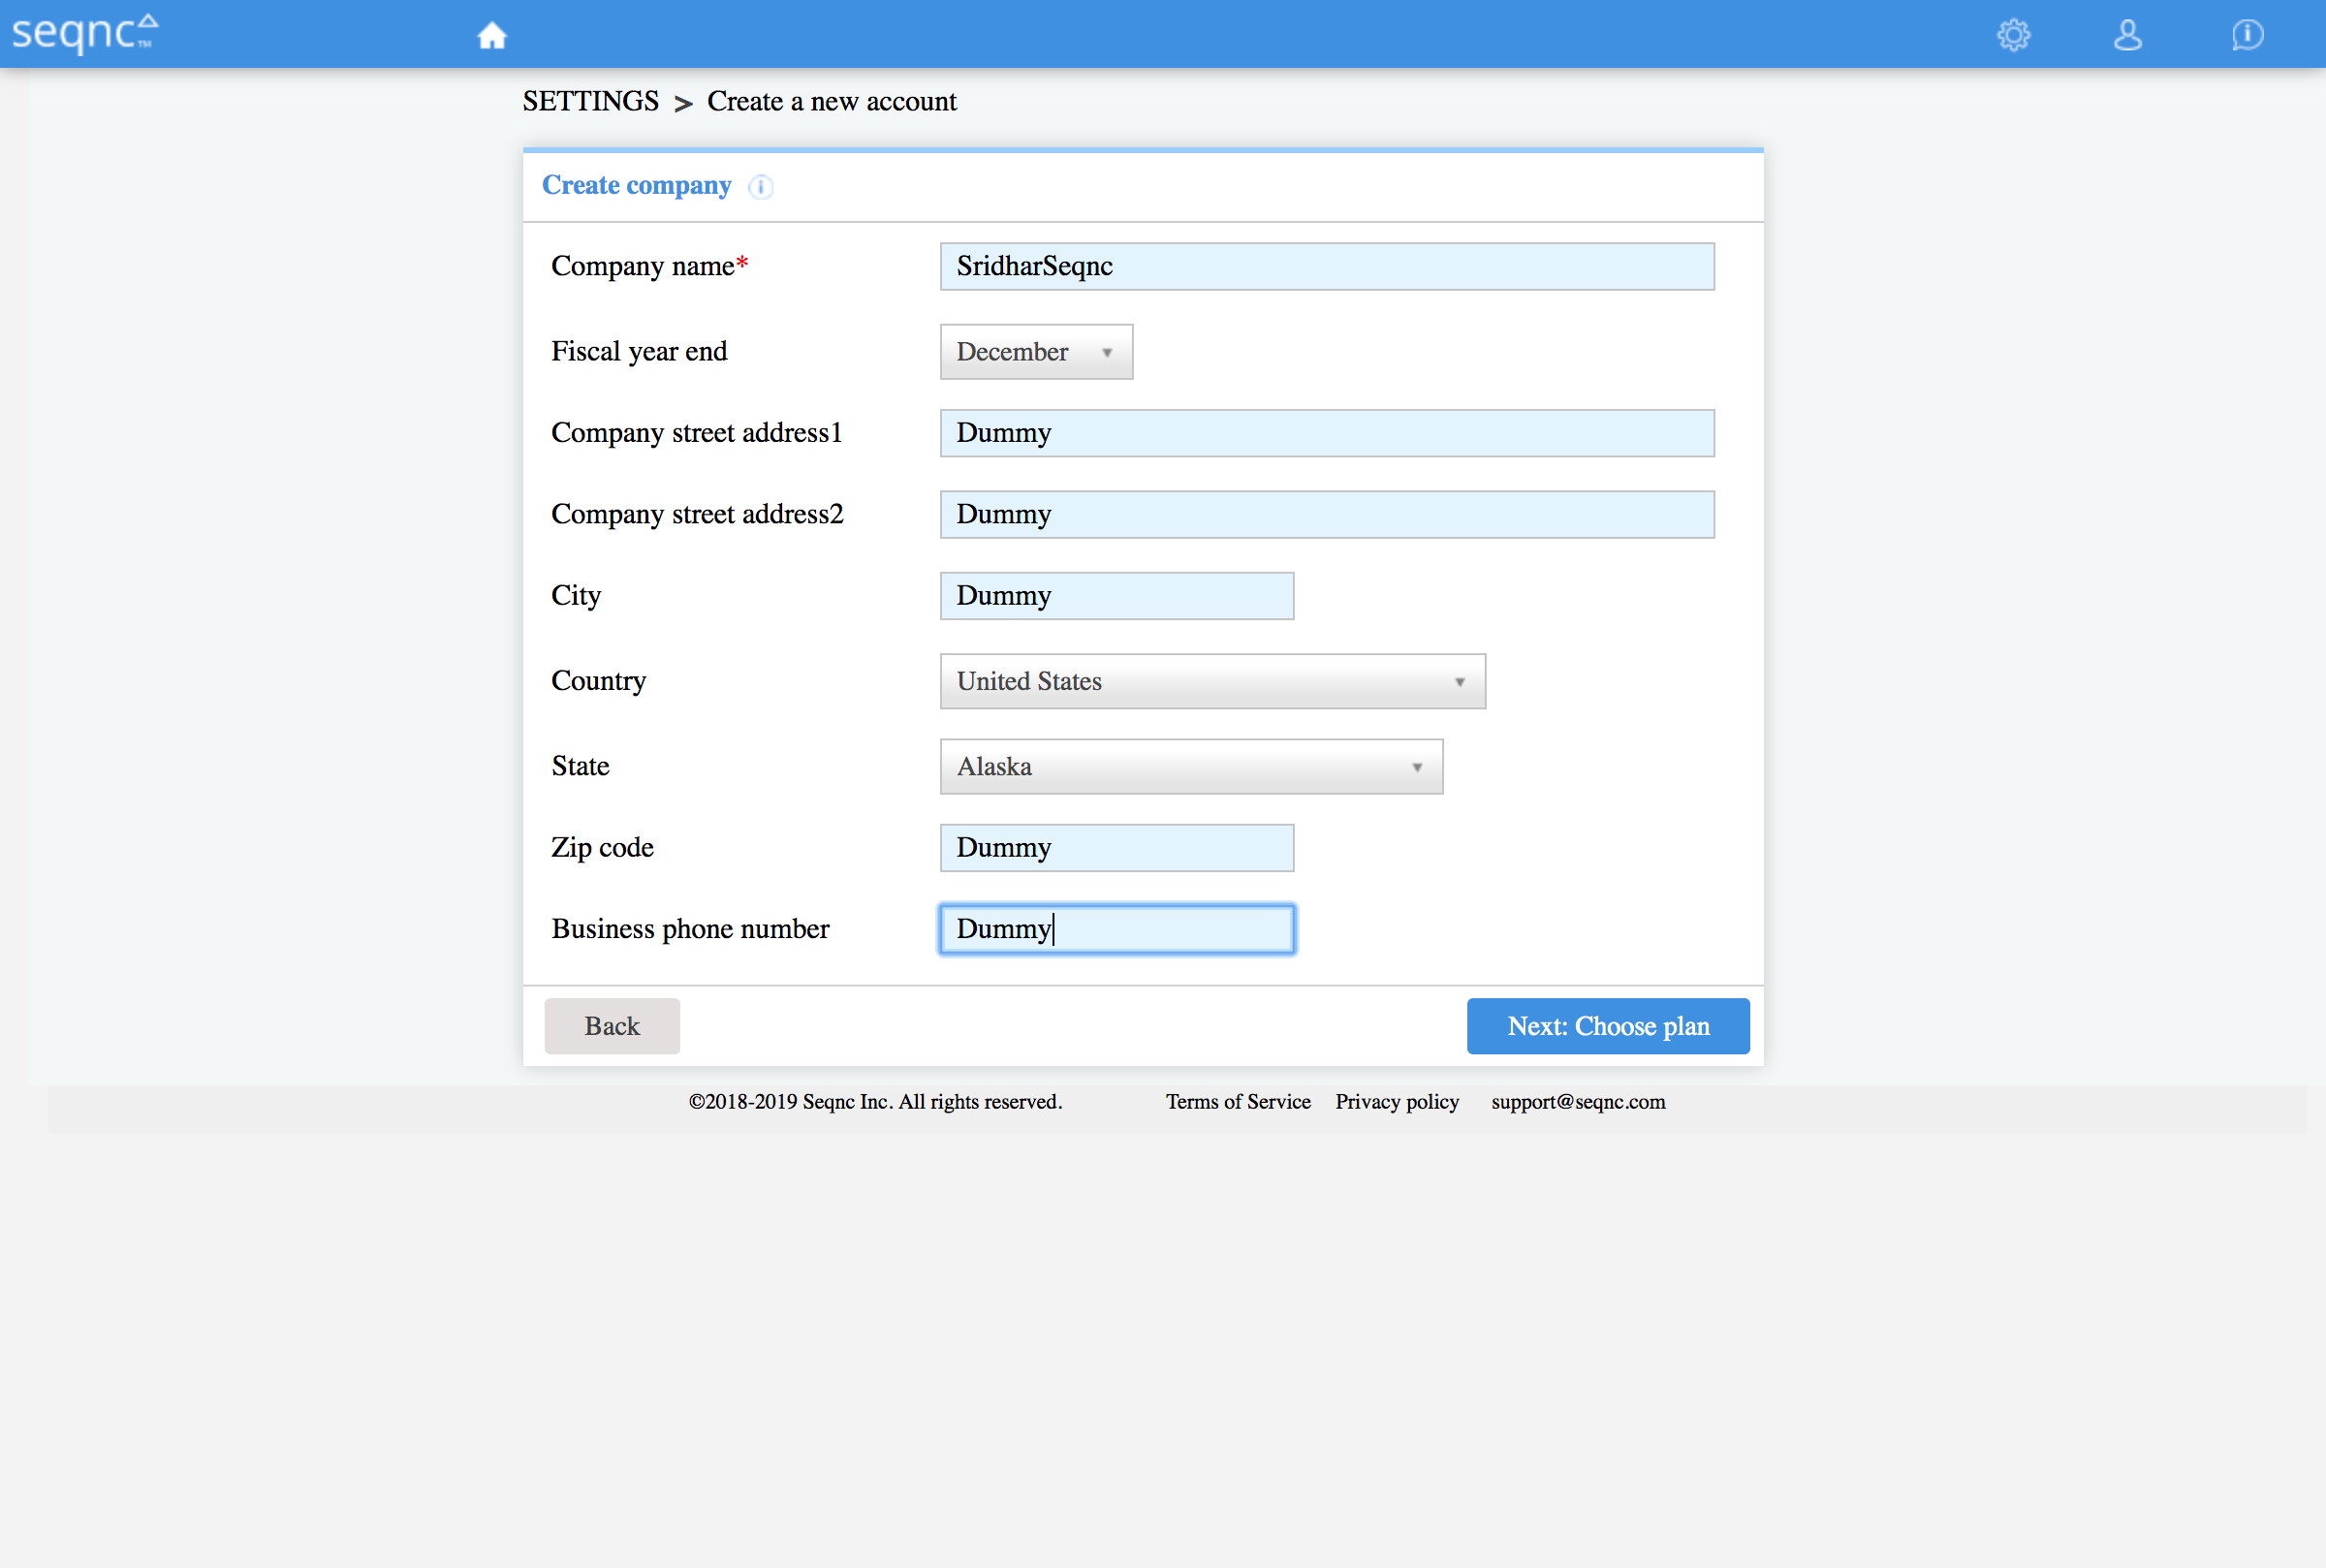 seqnc™
SETTINGS > Create a new account
Create company
Company name* SridharSeqnc
Fiscal year end December
Company street address1 Dummy
Company street address2 Dummy
City Dummy
Country United States
State Alaska
Zip code Dummy
Business phone number Dummy
Back Next: Choose plan
©2018-2019 Seqnc Inc. All rights reserved. Terms of Service Privacy policy support@seqnc.com